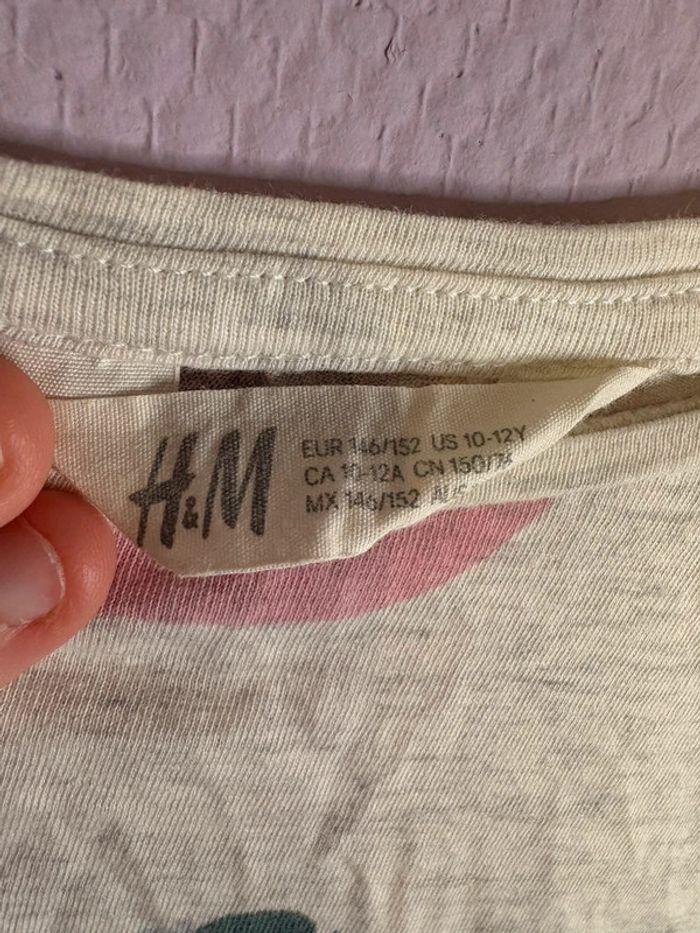 H&M
EUR 146/152 US 10-12Y
CA 10-12A CN 150/
MX 146/152